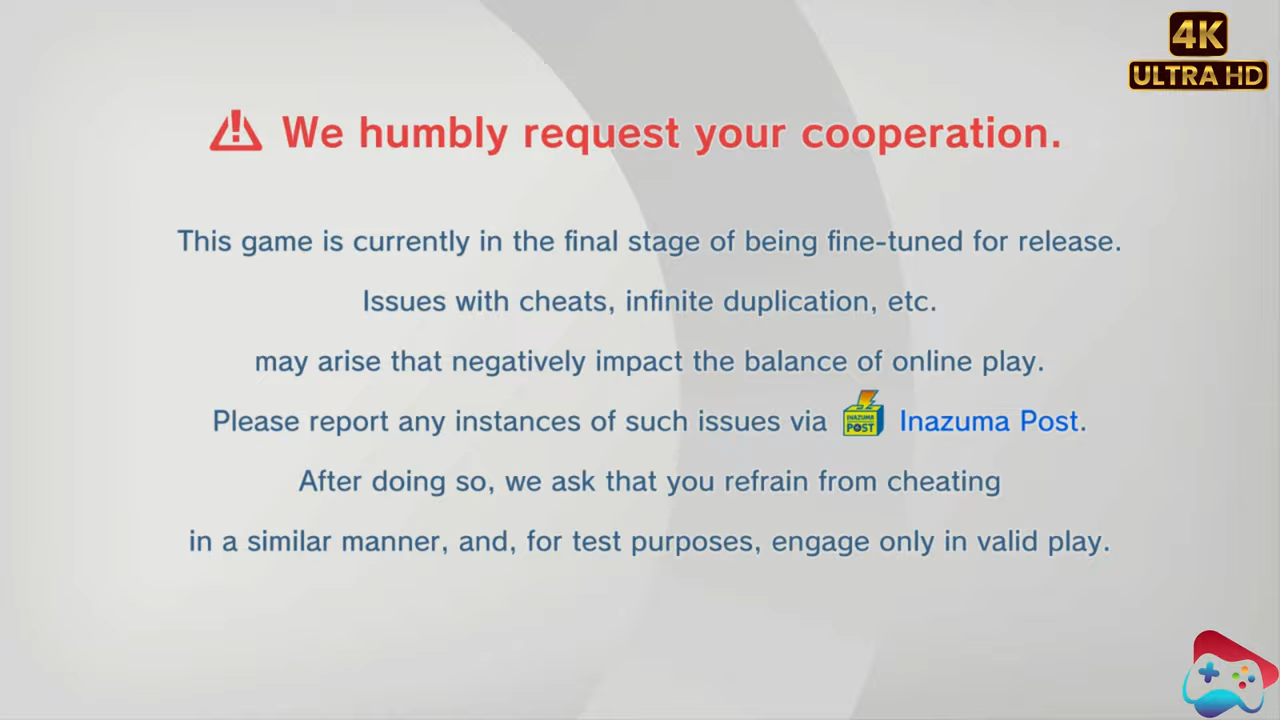 4K
ULTRA HD
We humbly request your cooperation.
This game is currently in the final stage of being fine-tuned for release.
Issues with cheats, infinite duplication, etc.
may arise that negatively impact the balance of online play.
Please report any instances of such issues via INAZUMA POST Inazuma Post.
After doing so, we ask that you refrain from cheating
in a similar manner, and, for test purposes, engage only in valid play.